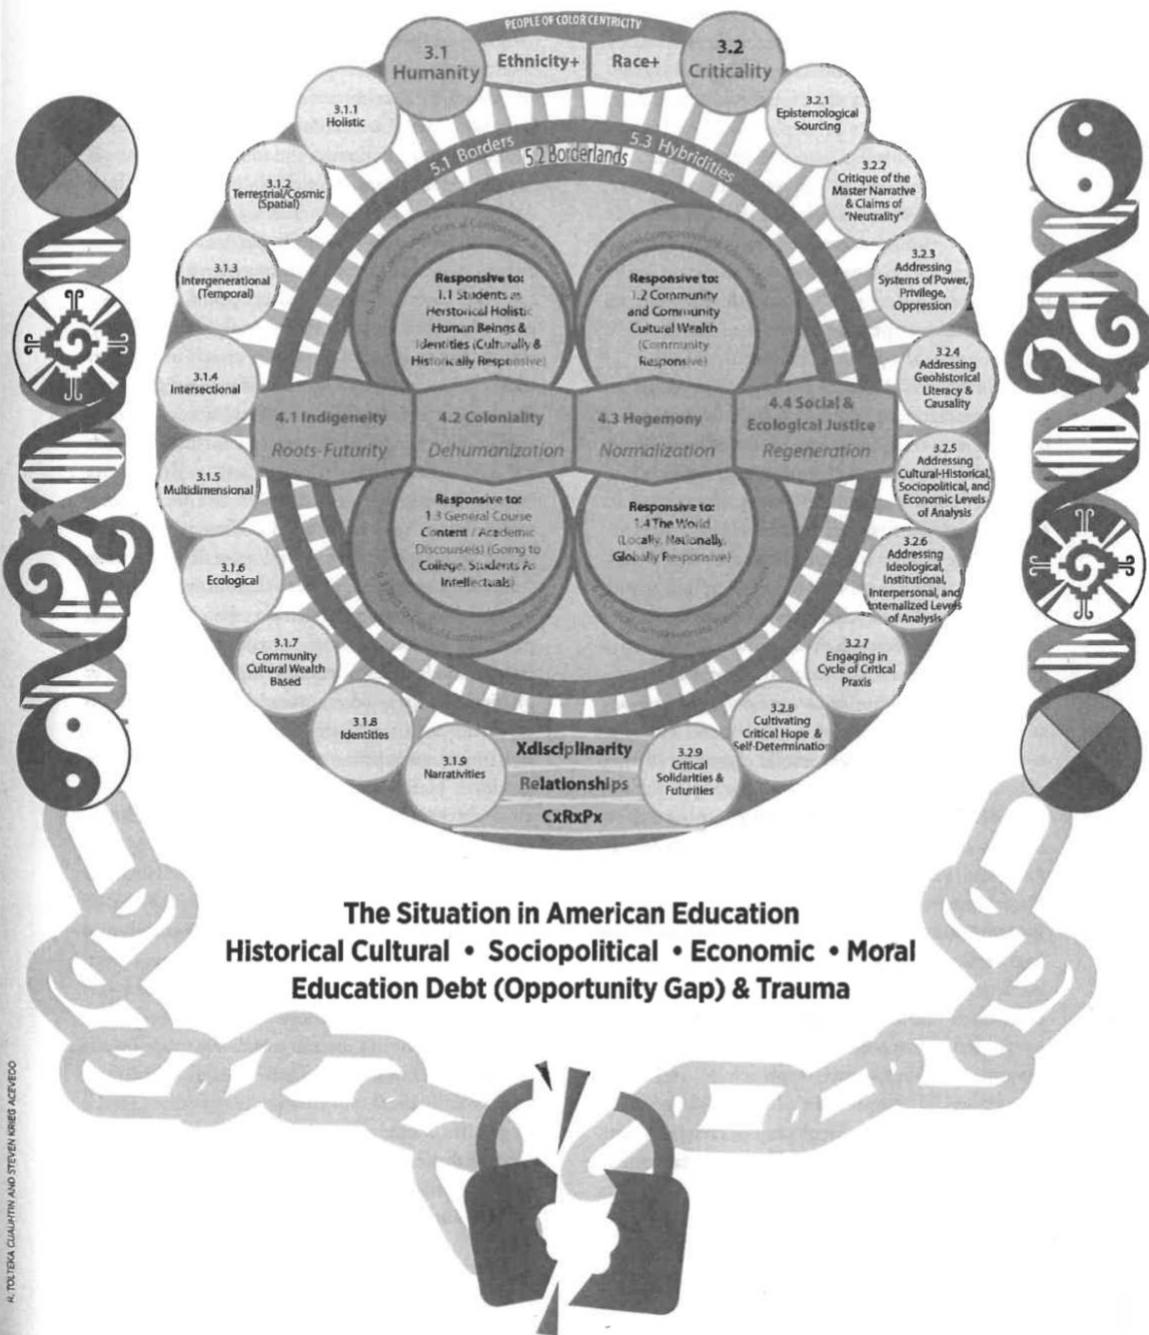 PEOPLE OF COLOR CENTRICITY
3.1
Humanity
Ethnicity+
Race+
3.2
Criticality
3.1.1
Holistic
3.1.2
Terrestrial/Cosmic
(Spatial)
3.1.3
Intergenerational
(Temporal)
3.1.4
Intersectional
3.1.5
Multidimensional
3.1.6
Ecological
3.1.7
Community
Cultural Wealth
Based
3.1.8
Identities
3.1.9
Narrativities
3.2.1
Epistemological
Sourcing
3.2.2
Critique of the
Master Narrative
& Claims of
"Neutrality"
3.2.3
Addressing
Systems of Power,
Privilege,
Oppression
3.2.4
Addressing
Geohistorical
Literacy &
Causality
3.2.5
Addressing
Cultural-Historical,
Sociopolitical, and
Economic Levels
of Analysis
3.2.6
Addressing
Ideological,
Institutional,
Interpersonal, and
Internalized Levels
of Analysis
3.2.7
Engaging in
Cycle of Critical
Praxis
3.2.8
Cultivating
Critical Hope &
Self-Determination
3.2.9
Critical
Solidarities &
Futurities
5.1 Borders
5.2 Borderlands
5.3 Hybridities
Responsive to:
1.1 Students as
Herstorical Holistic
Human Beings &
Identities (Culturally &
Historically Responsive)
Responsive to:
1.2 Community
and Community
Cultural Wealth
(Community
Responsive)
4.1 Indigeneity
Roots-Futurity
4.2 Coloniality
Dehumanization
4.3 Hegemony
Normalization
4.4 Social &
Ecological Justice
Regeneration
Responsive to:
1.3 General Course
Content / Academic
Discourse(s) (Going to
College, Students As
Intellectuals)
Responsive to:
1.4 The World
(Locally, Nationally,
Globally Responsive)
Xdisciplinarity
Relationships
CxRxPx
The Situation in American Education
Historical Cultural • Sociopolitical • Economic • Moral
Education Debt (Opportunity Gap) & Trauma
R. TOLTEKA CUAUHTIN AND STEVEN KRIEG ACEVEDO